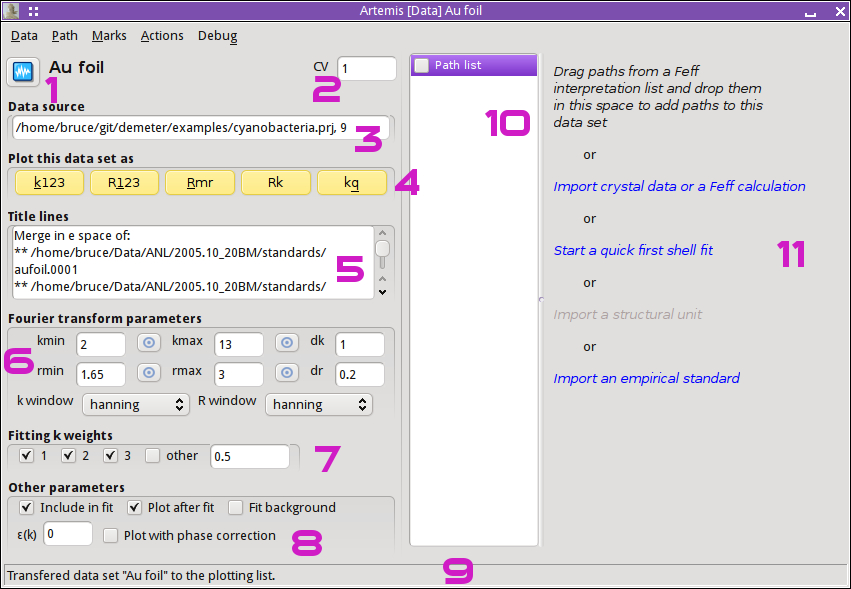 Artemis [Data] Au foil
Data Path Marks Actions Debug
Au foil
CV 1
1
2
Data source
/home/bruce/git/demeter/examples/cyanobacteria.prj, 9
3
Plot this data set as
k123 R123 Rmr Rk kq
4
Title lines
Merge in e space of:
** /home/bruce/Data/ANL/2005.10_20BM/standards/
aufoil.0001
** /home/bruce/Data/ANL/2005.10_20BM/standards/
5
Fourier transform parameters
kmin 2 kmax 13 dk 1
6
rmin 1.65 rmax 3 dr 0.2
k window hanning R window hanning
Fitting k weights
1 2 3 other 0.5
7
Other parameters
Include in fit Plot after fit Fit background
ε(k) 0 Plot with phase correction
8
Path list
10
Drag paths from a Feff
interpretation list and drop them
in this space to add paths to this
data set
or
Import crystal data or a Feff calculation
or
Start a quick first shell fit
11
or
Import a structural unit
or
Import an empirical standard
9
Transfered data set "Au foil" to the plotting list.